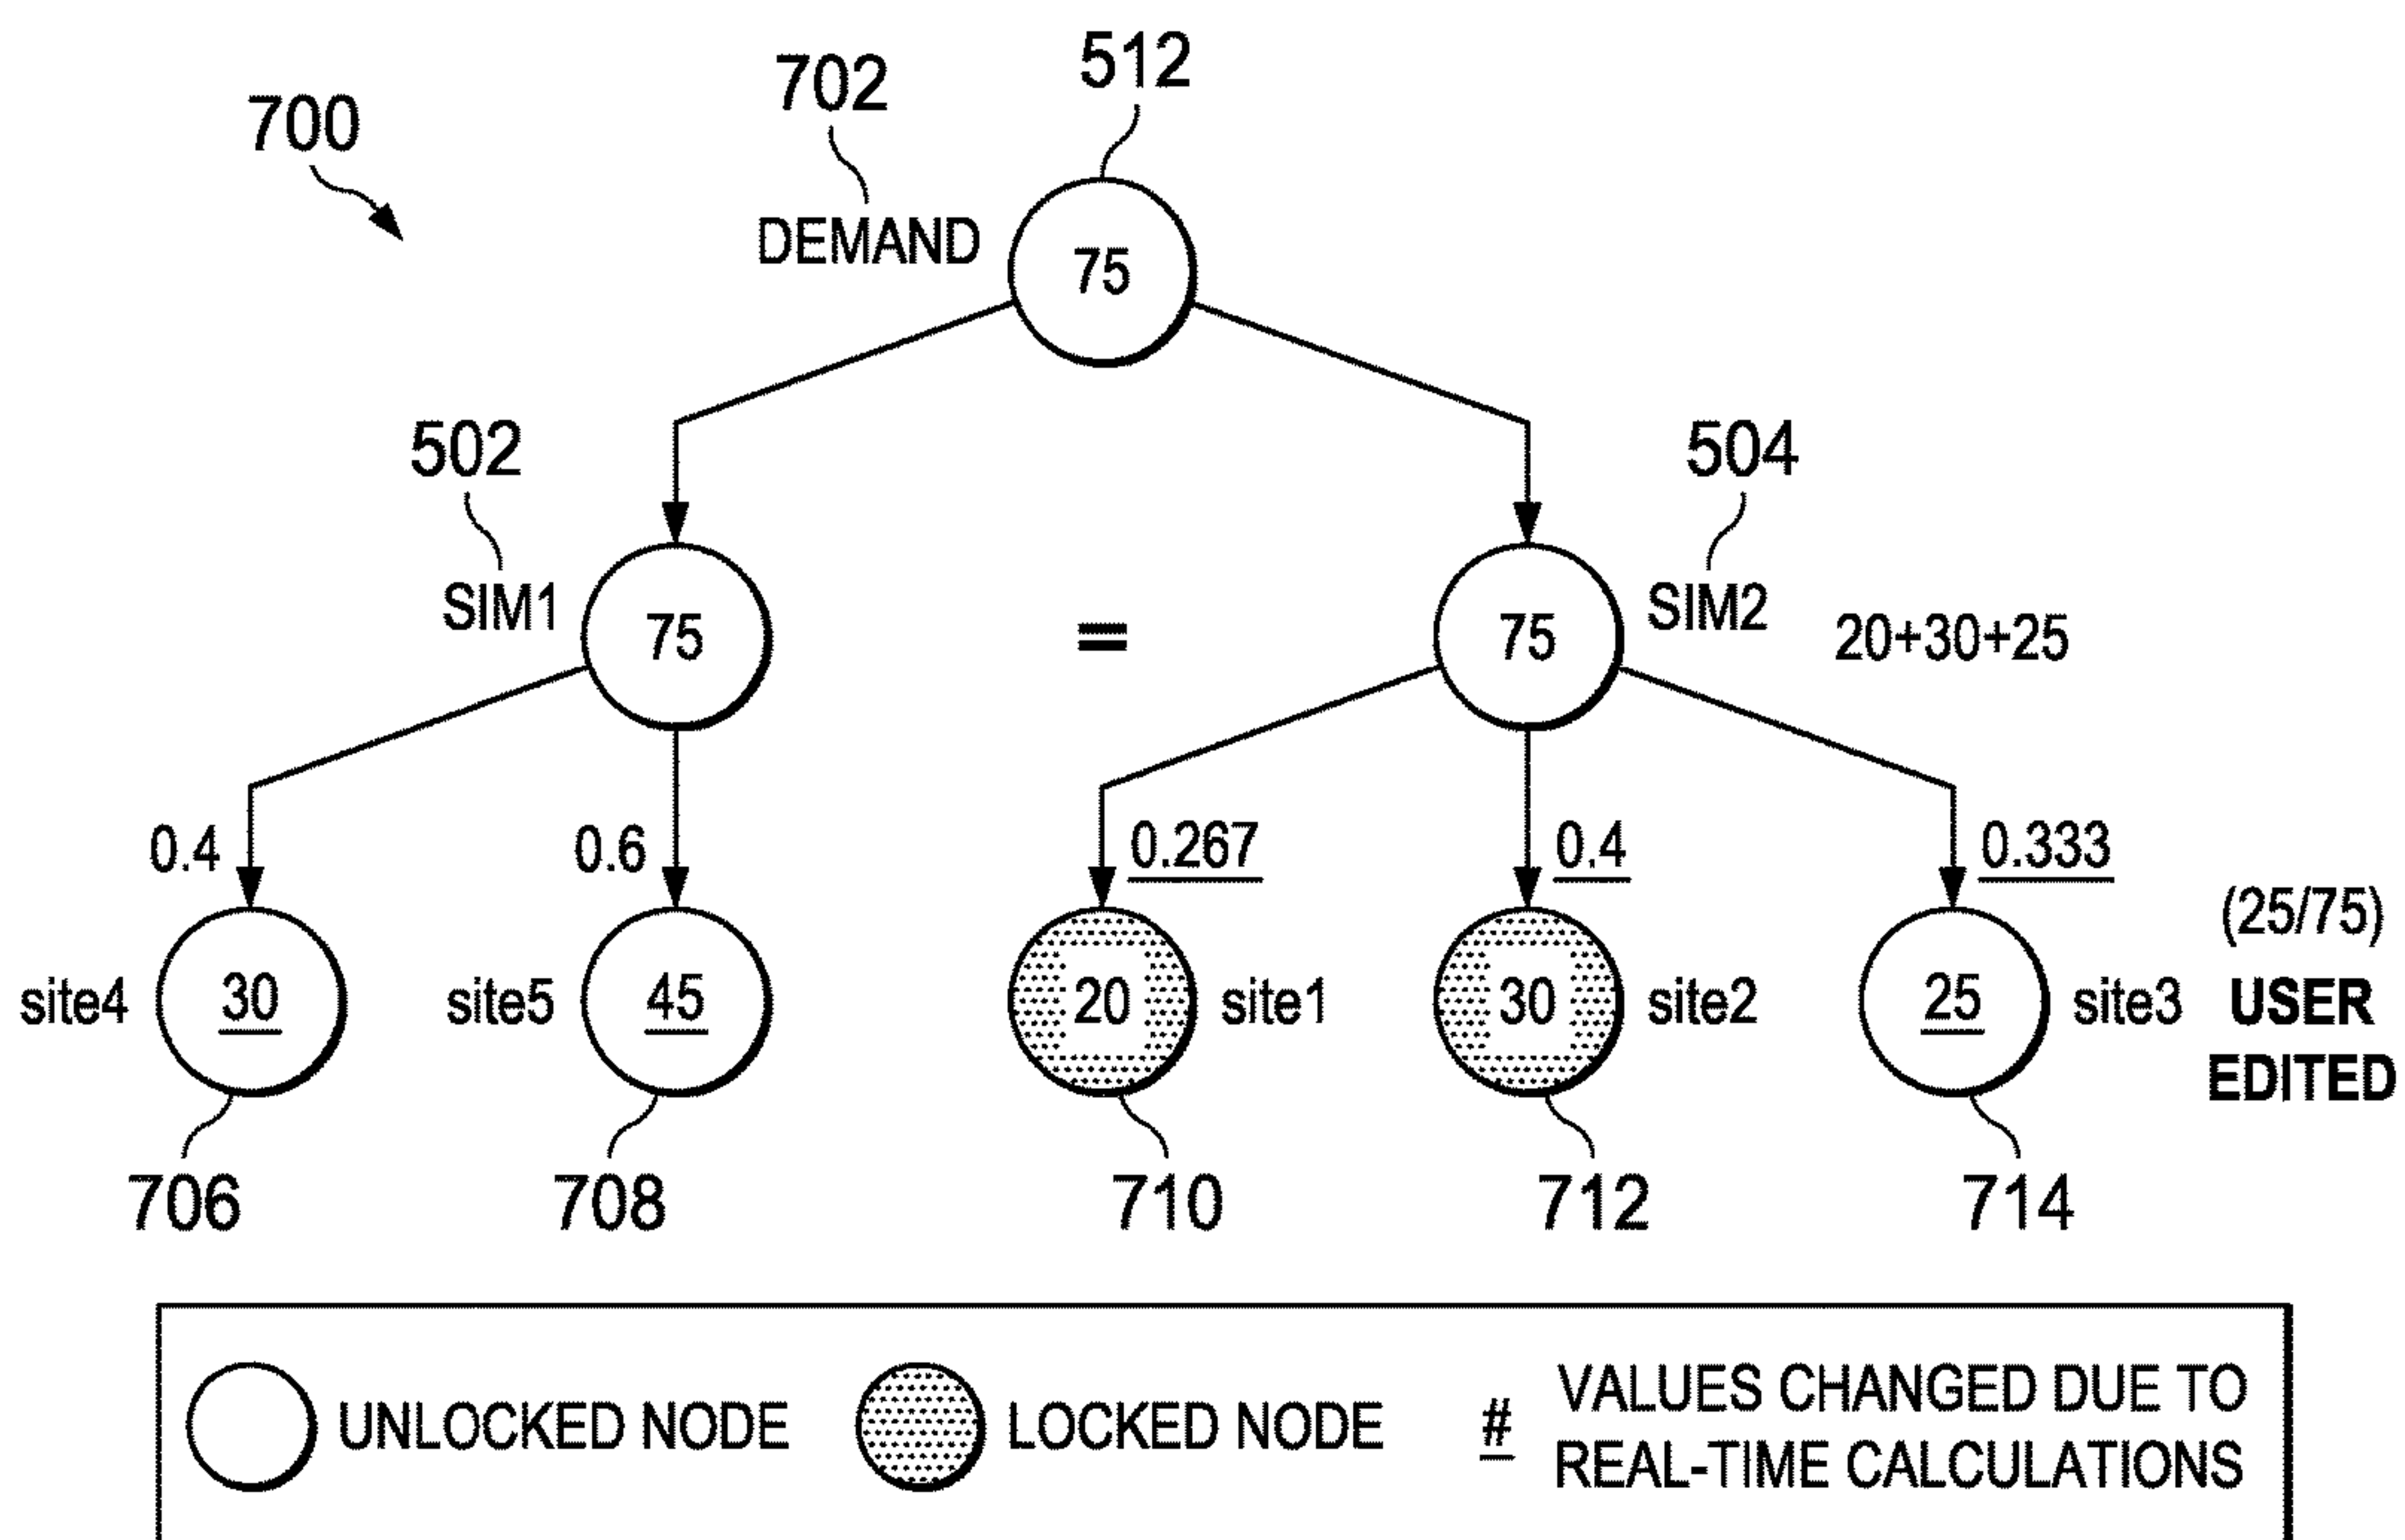 700
702
512
DEMAND
75
502
504
SIM1
75
=
75
SIM2
20+30+25
0.4
0.6
0.267
0.4
0.333
(25/75)
site4
30
site5
45
20
site1
30
site2
25
site3
USER
EDITED
706
708
710
712
714
UNLOCKED NODE
LOCKED NODE
#
VALUES CHANGED DUE TO
REAL-TIME CALCULATIONS